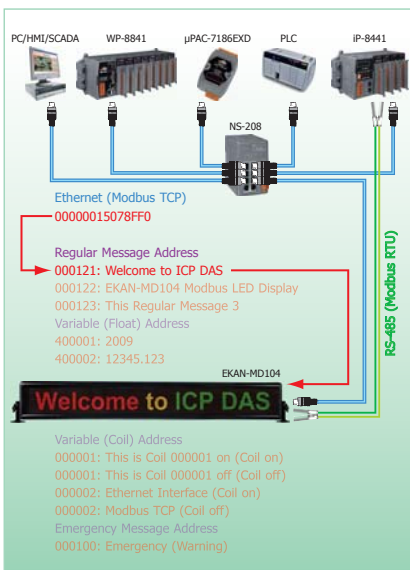 PC/HMI/SCADA WP-8841 µPAC-7186EXD PLC iP-8441
NS-208
Ethernet (Modbus TCP)
00000015078FF0
Regular Message Address
000121: Welcome to ICP DAS
000122: EKAN-MD104 Modbus LED Display
000123: This Regular Message 3
Variable (Float) Address
400001: 2009
400002: 12345.123
RS-485 (Modbus RTU)
EKAN-MD104
Welcome to ICP DAS
Variable (Coil) Address
000001: This is Coil 000001 on (Coil on)
000001: This is Coil 000001 off (Coil off)
000002: Ethernet Interface (Coil on)
000002: Modbus TCP (Coil off)
Emergency Message Address
000100: Emergency (Warning)